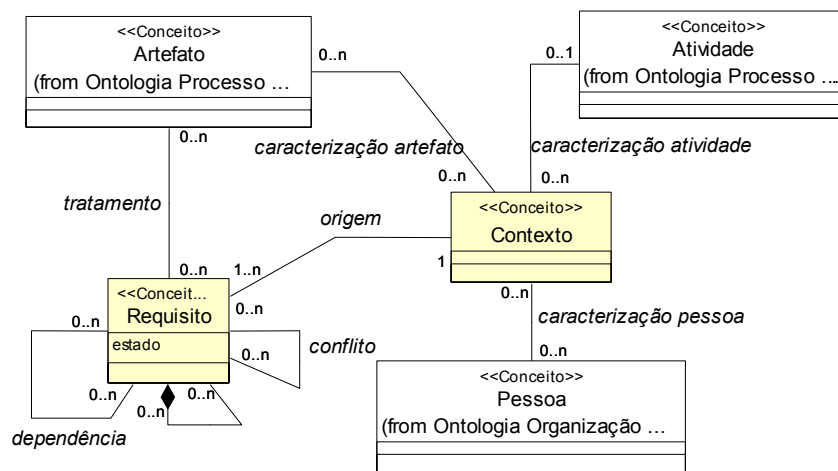 <<Conceito>>
Artefato
(from Ontologia Processo ...
0..n
0..n
<<Conceito>>
Atividade
(from Ontologia Processo ...
0..1
caracterização artefato
caracterização atividade
0..n
0..n
tratamento
origem
<<Conceito>>
Contexto
1
0..n
0..n
1..n
<<Conceit...
Requisito
estado
0..n
0..n
0..n
conflito
0..n
0..n
0..n
dependência
caracterização pessoa
0..n
<<Conceito>>
Pessoa
(from Ontologia Organização ...